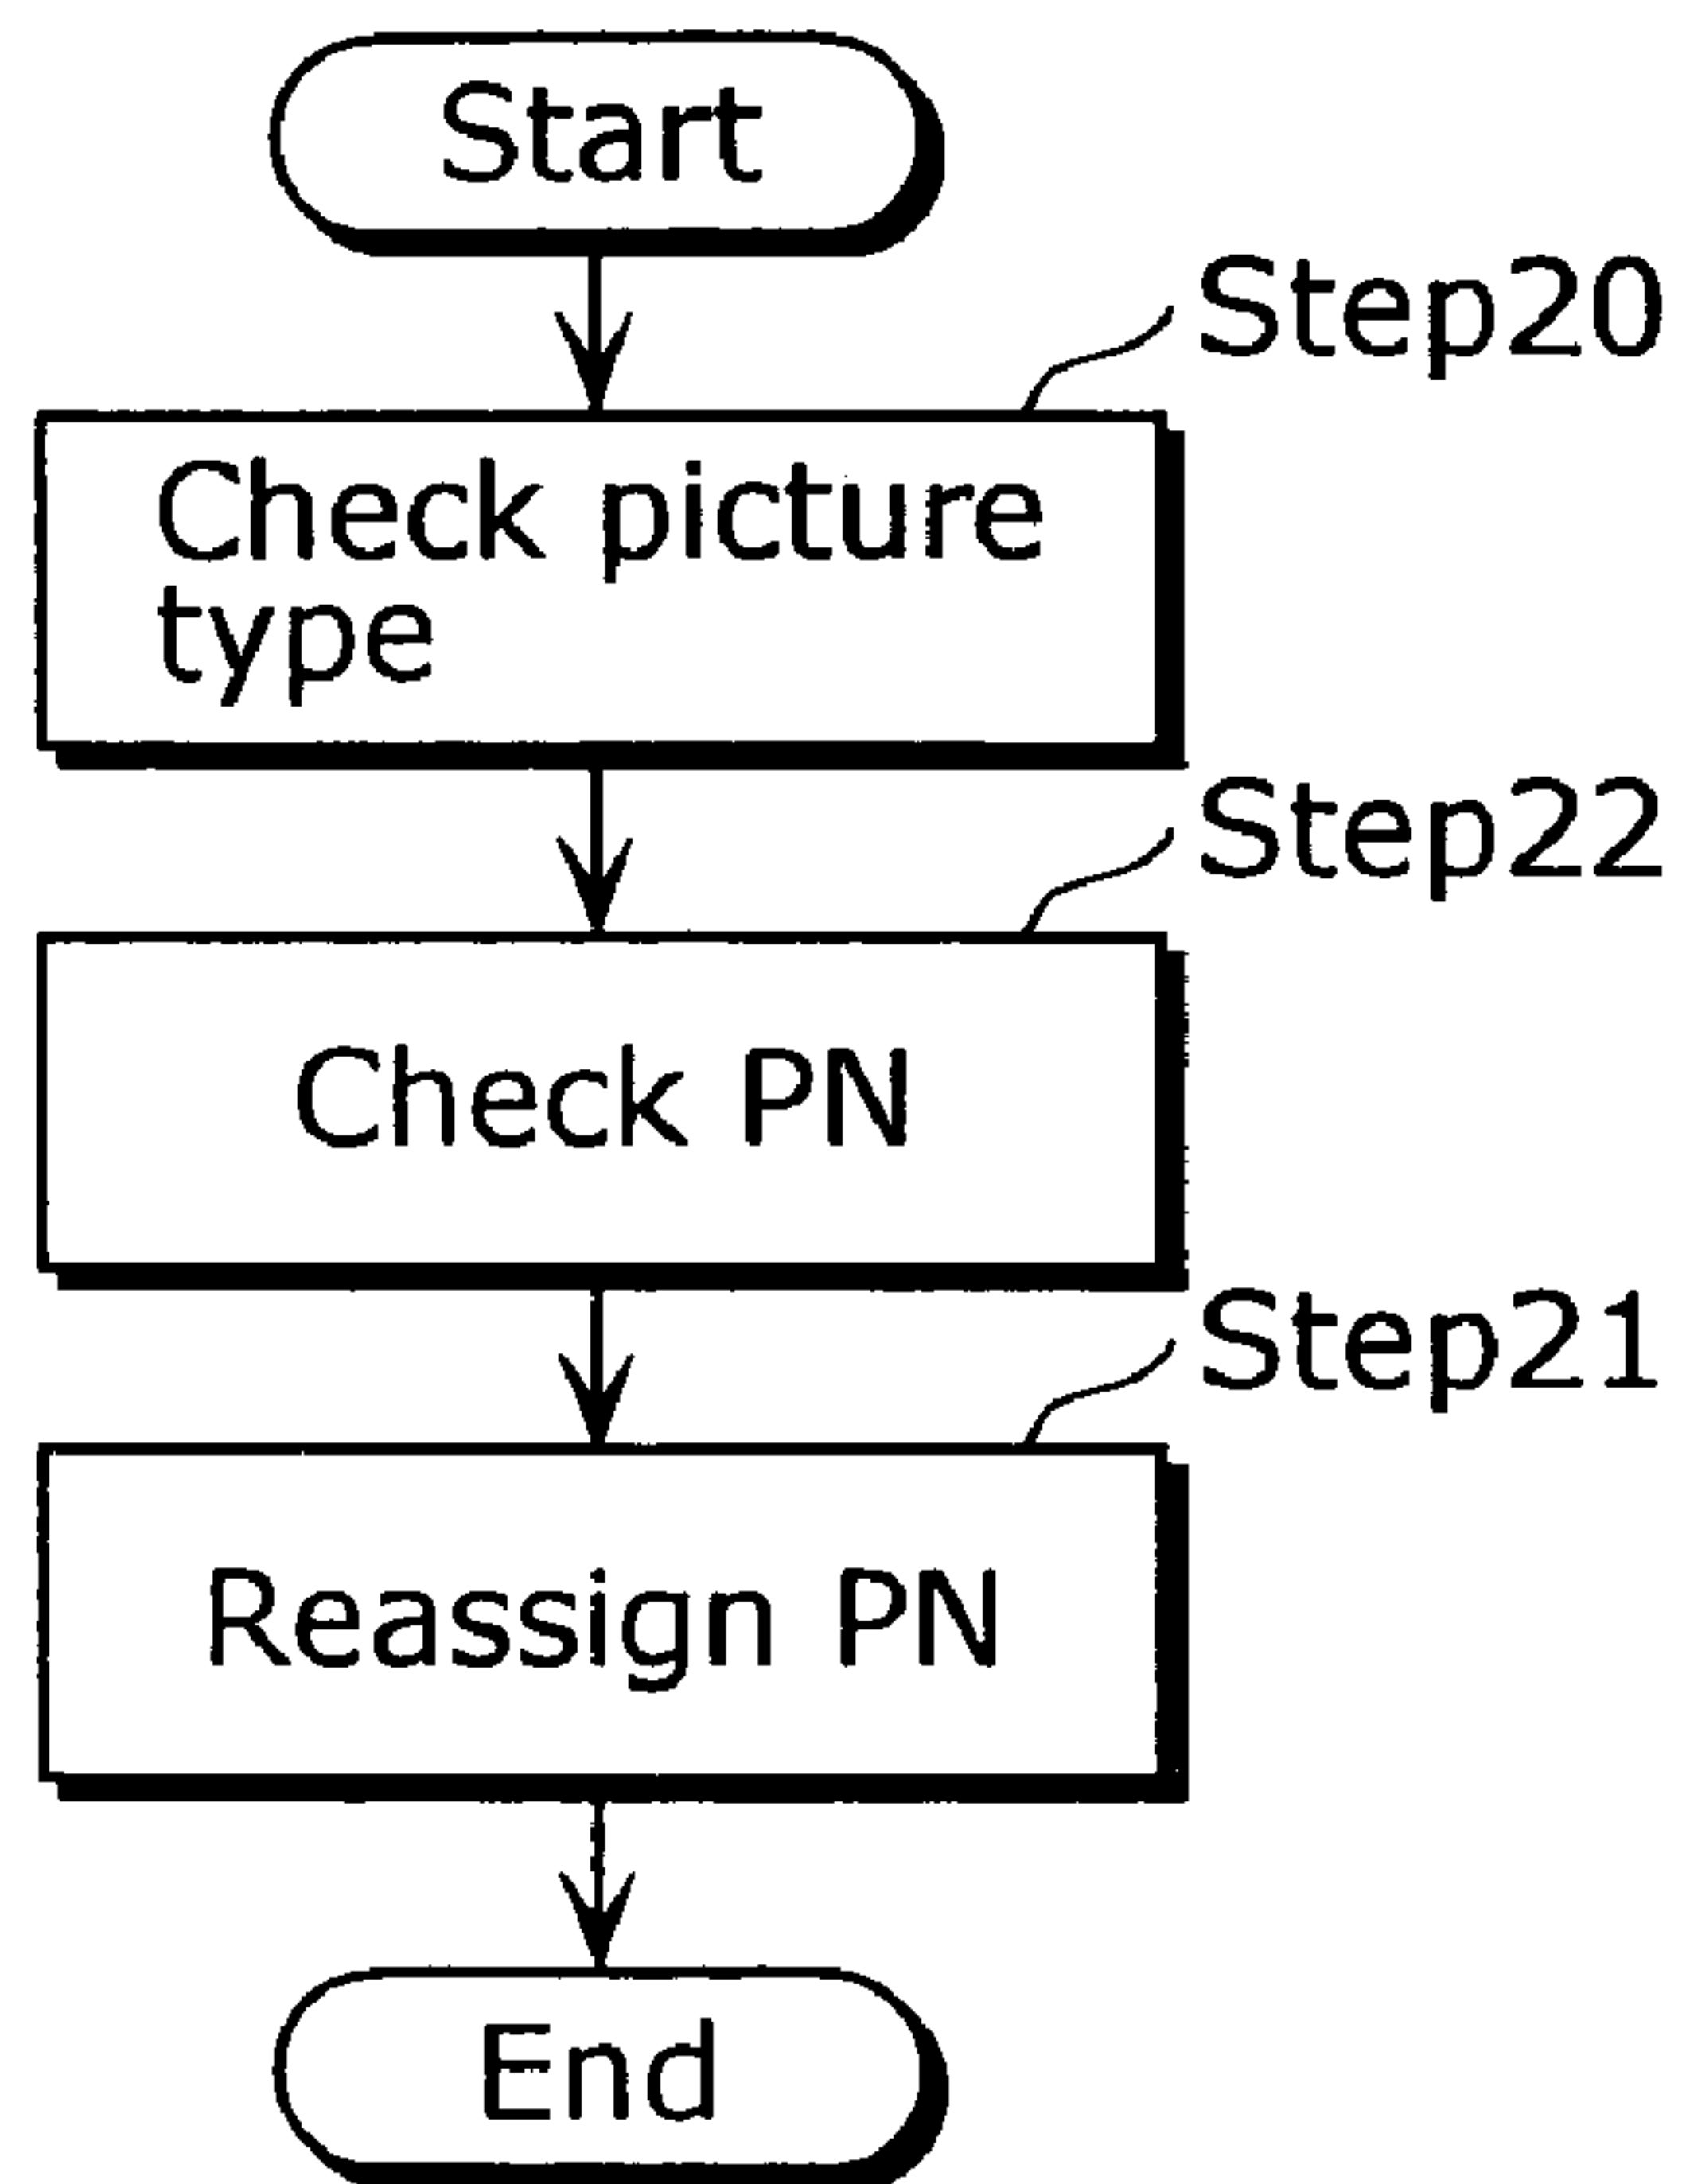 Start
Step20
Check picture
type
Step22
Check PN
Step21
Reassign PN
End